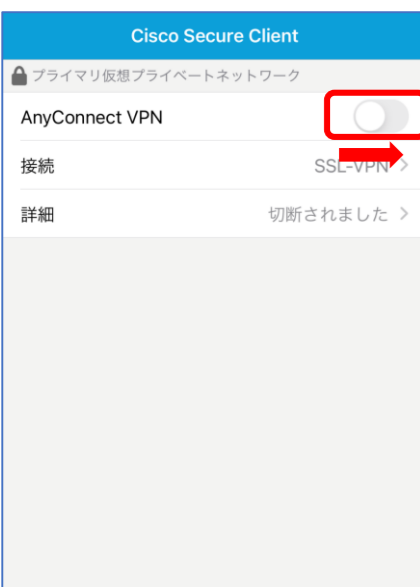 Cisco Secure Client
プライマリ仮想プライベートネットワーク
AnyConnect VPN
接続 SSL-VPN
詳細 切断されました